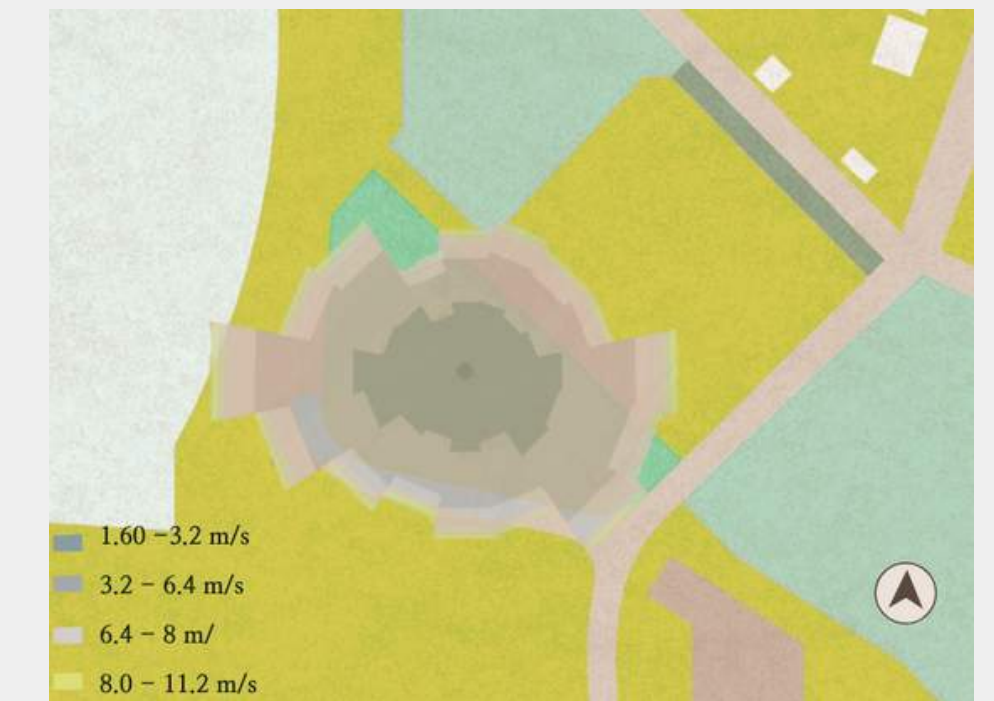 1.60 –3.2 m/s
3.2 – 6.4 m/s
6.4 – 8 m/
8.0 – 11.2 m/s